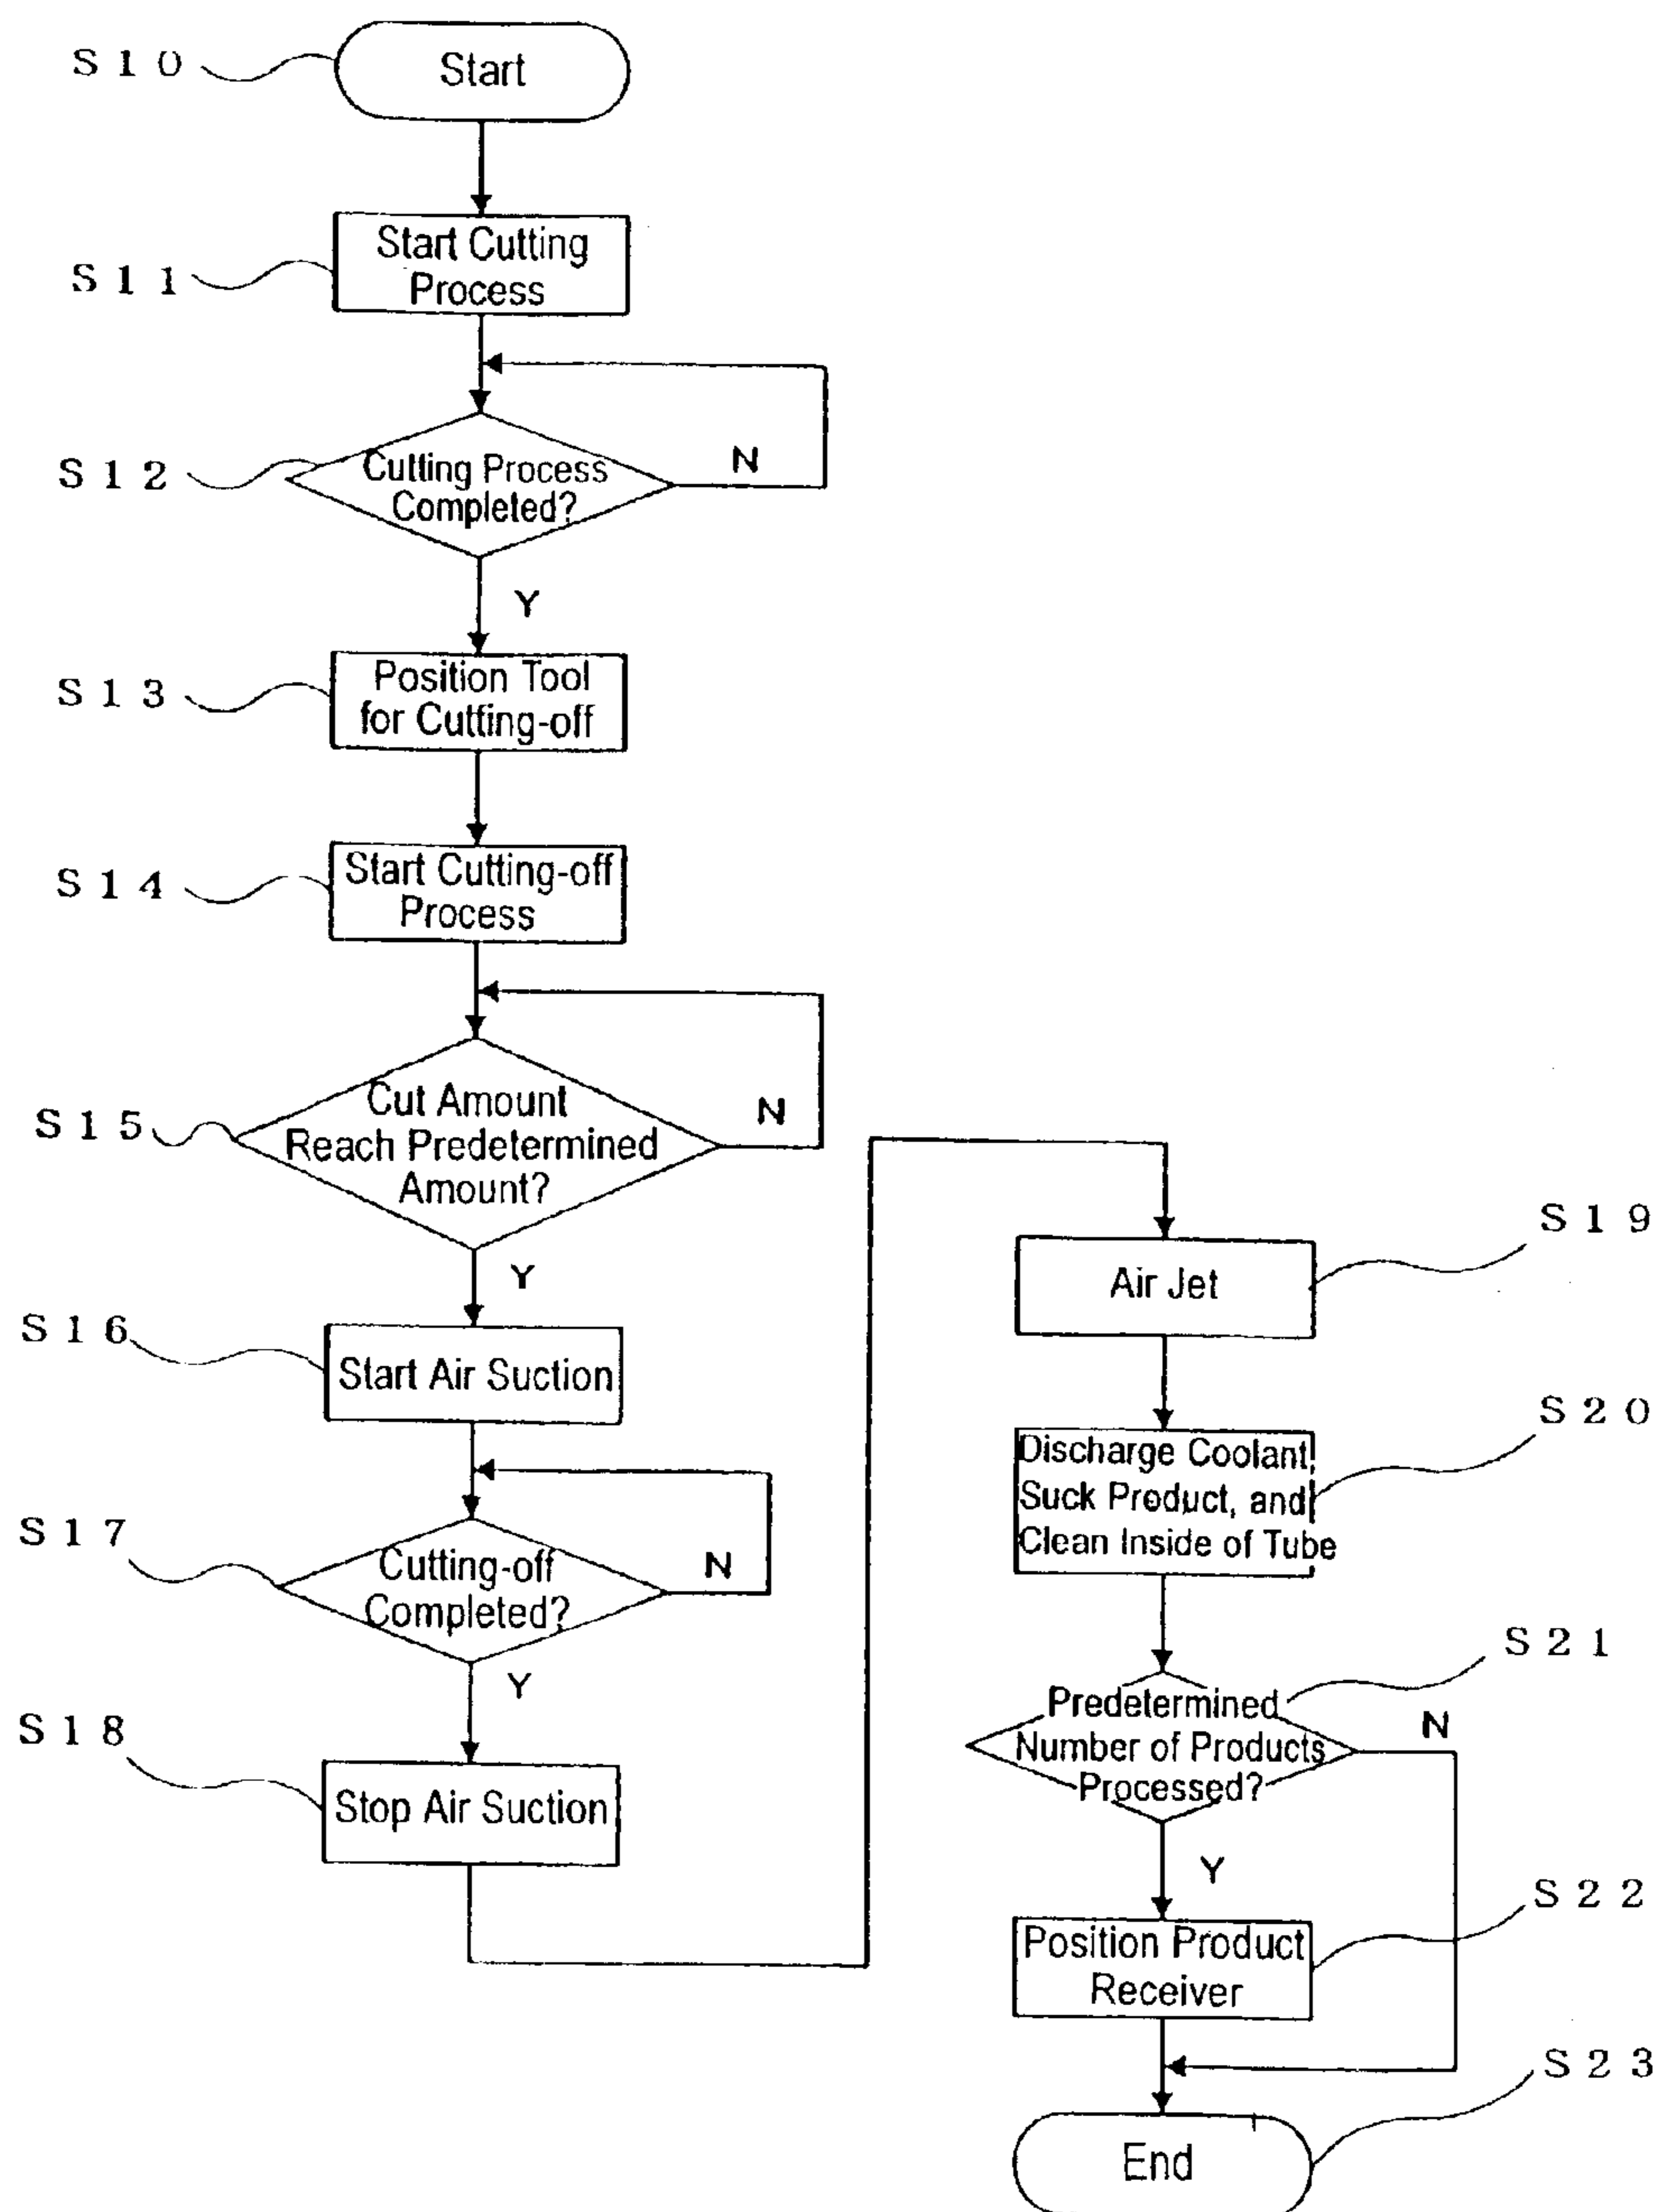 S10
Start
S11
Start Cutting
Process
S12
Cutting Process
Completed?
N
Y
S13
Position Tool
for Cutting-off
S14
Start Cutting-off
Process
S15
Cut Amount
Reach Predetermined
Amount?
N
Y
S16
Start Air Suction
S17
Cutting-off
Completed?
N
Y
S18
Stop Air Suction
S19
Air Jet
S20
Discharge Coolant,
Suck Product, and
Clean Inside of Tube
S21
Predetermined
Number of Products
Processed?
N
Y
S22
Position Product
Receiver
S23
End